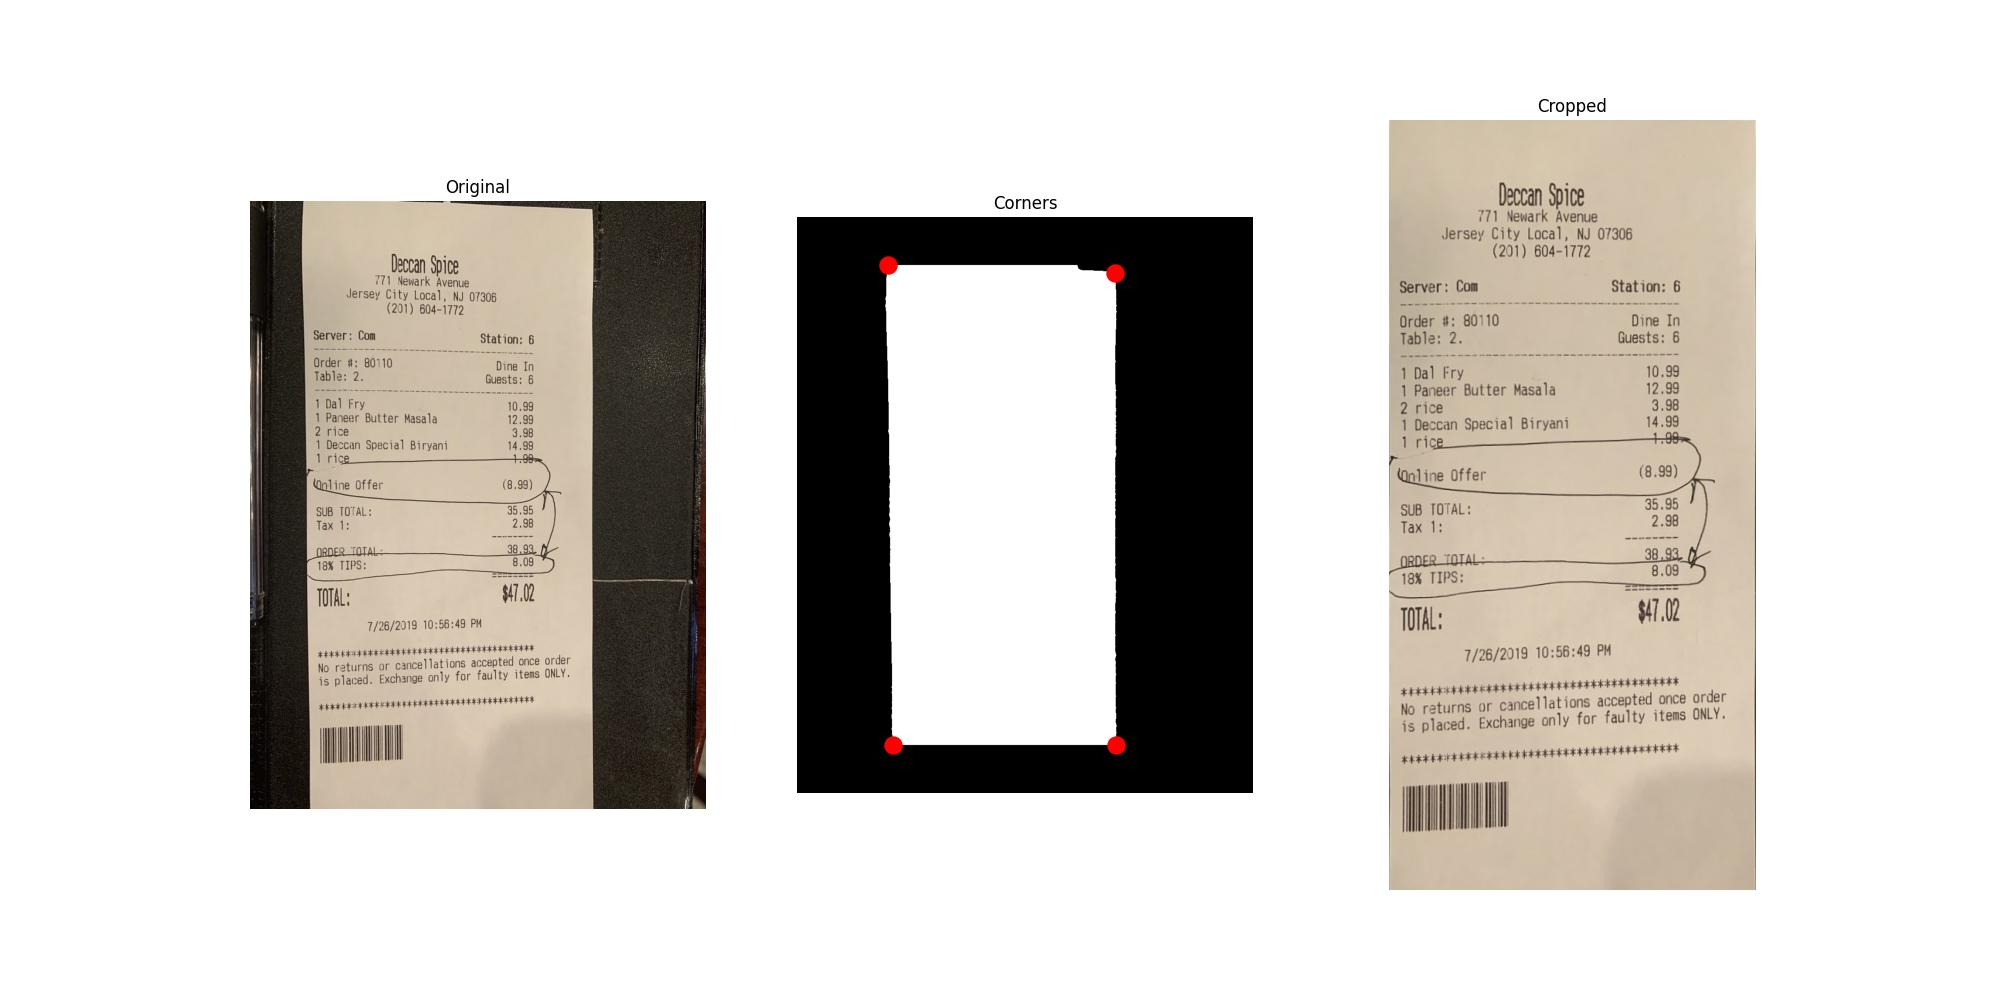 Original
Deccan Spice
771 Newark Avenue
Jersey City Local, NJ 07306
(201) 604-1772
Server: Com Station: 6
Order #: 80110 Dine In
Table: 2. Guests: 6
1 Dal Fry 10.99
1 Paneer Butter Masala 12.99
2 rice 3.98
1 Deccan Special Biryani 14.99
1 rice 1.99
Online Offer (8.99)
SUB TOTAL: 35.95
Tax 1: 2.98
ORDER TOTAL: 38.93
18% TIPS: 8.09
TOTAL: $47.02
7/26/2019 10:56:49 PM
*************************************
No returns or cancellations accepted once order
is placed. Exchange only for faulty items ONLY.
*************************************
Corners
Cropped
Deccan Spice
771 Newark Avenue
Jersey City Local, NJ 07306
(201) 604-1772
Server: Com Station: 6
Order #: 80110 Dine In
Table: 2. Guests: 6
1 Dal Fry 10.99
1 Paneer Butter Masala 12.99
2 rice 3.98
1 Deccan Special Biryani 14.99
1 rice 1.99
Online Offer (8.99)
SUB TOTAL: 35.95
Tax 1: 2.98
ORDER TOTAL: 38.93
18% TIPS: 8.09
TOTAL: $47.02
7/26/2019 10:56:49 PM
*************************************
No returns or cancellations accepted once order
is placed. Exchange only for faulty items ONLY.
*************************************